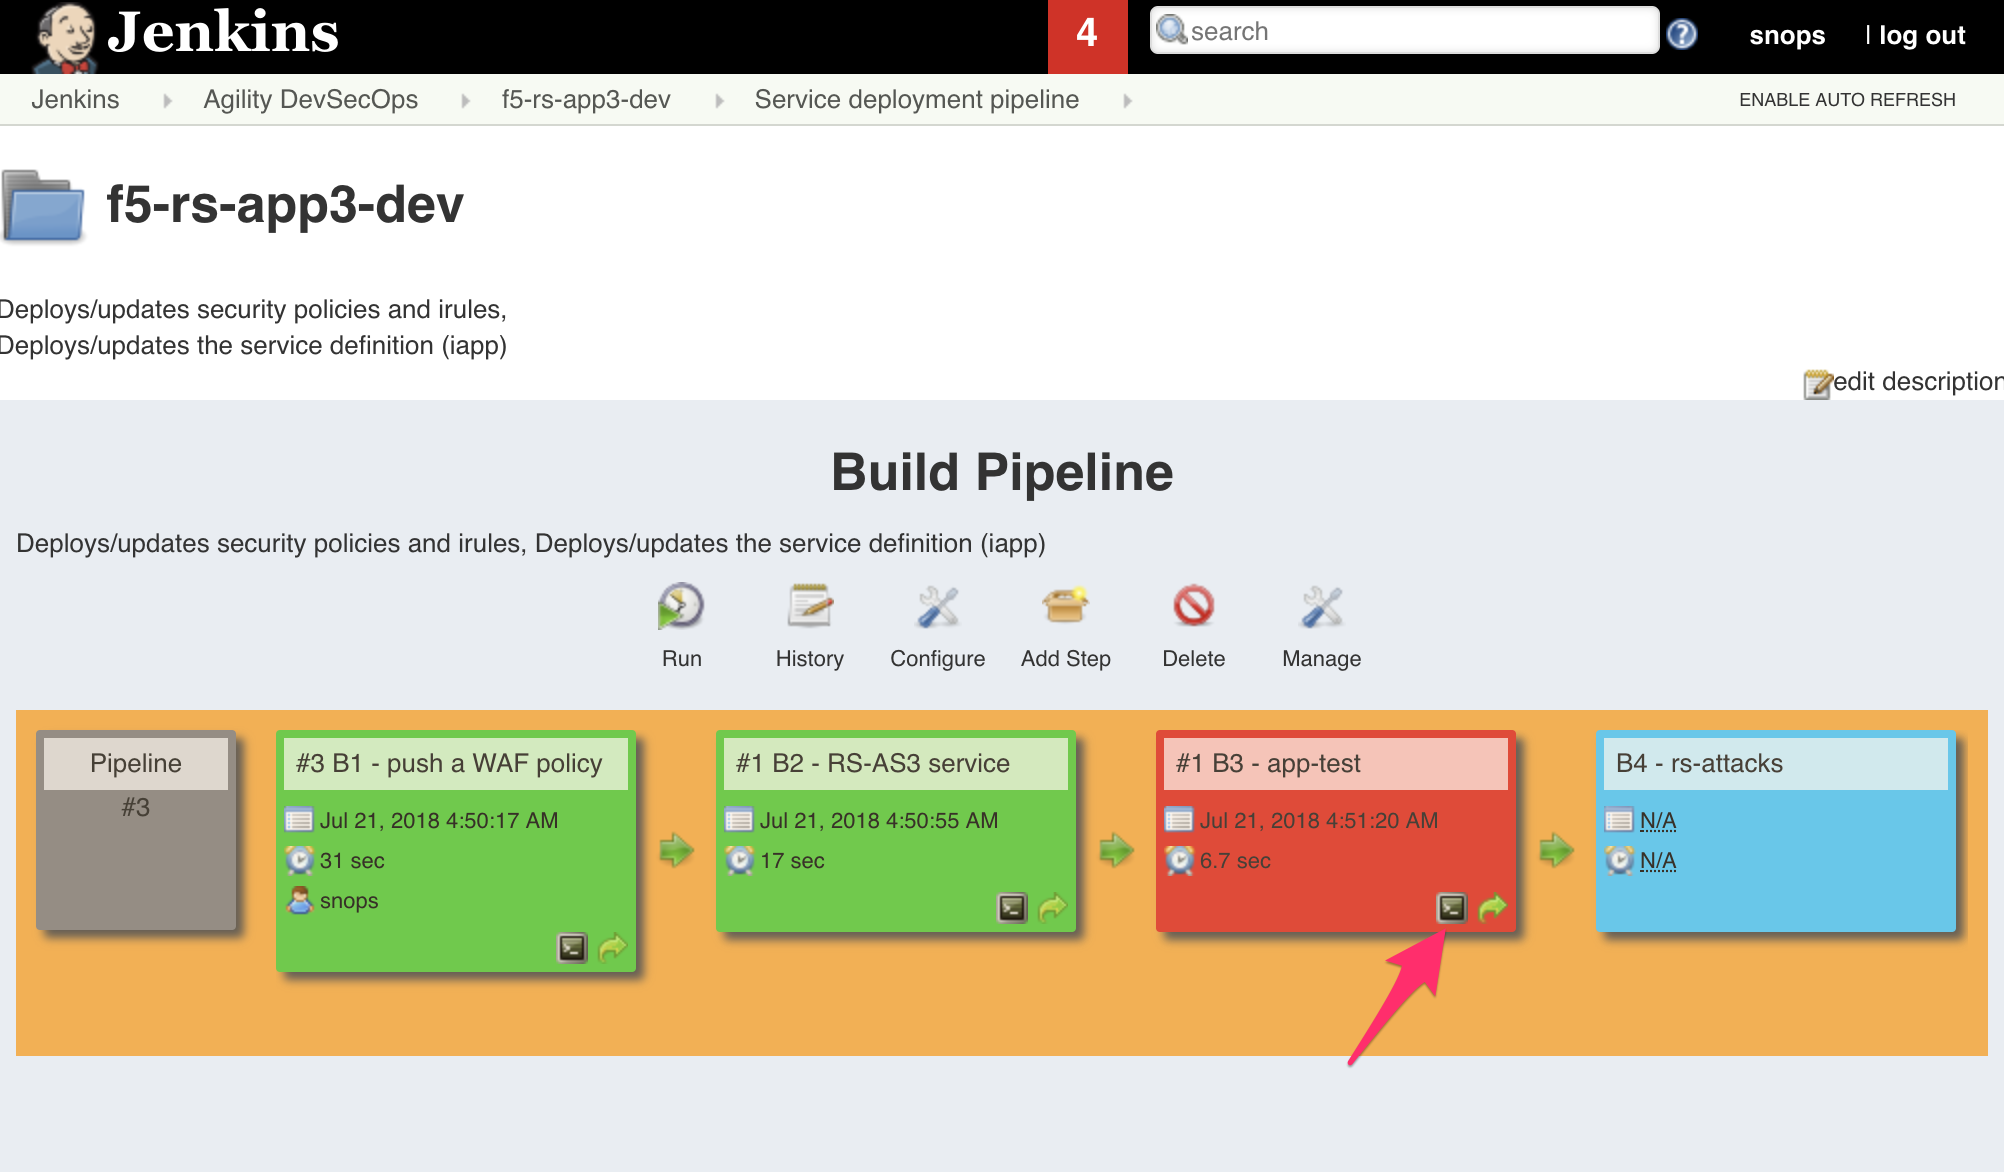 Jenkins
4
search
?
snops
| log out
Jenkins
Agility DevSecOps
f5-rs-app3-dev
Service deployment pipeline
ENABLE AUTO REFRESH
f5-rs-app3-dev
Deploys/updates security policies and irules,
Deploys/updates the service definition (iapp)
edit description
Build Pipeline
Deploys/updates security policies and irules, Deploys/updates the service definition (iapp)
Run
History
Configure
Add Step
Delete
Manage
Pipeline
#3
#3 B1 - push a WAF policy
Jul 21, 2018 4:50:17 AM
31 sec
snops
#1 B2 - RS-AS3 service
Jul 21, 2018 4:50:55 AM
17 sec
#1 B3 - app-test
Jul 21, 2018 4:51:20 AM
6.7 sec
B4 - rs-attacks
N/A
N/A